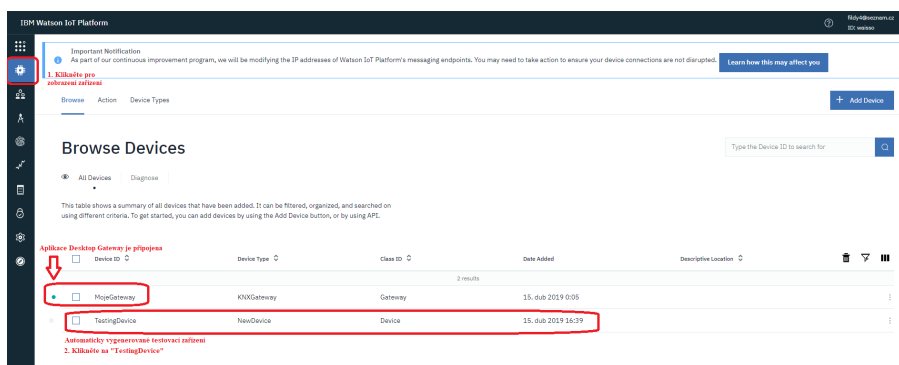 IBM Watson IoT Platform
fildy4@seznam.cz
ID: waisso
Important Notification
As part of our continuous improvement program, we will be modifying the IP addresses of Watson IoT Platform's messaging endpoints. You may need to take action to ensure your device connections are not disrupted.
Learn how this may affect you
1. Klikněte pro
zobrazení zařízení
Browse Action Device Types
+ Add Device
Browse Devices
Type the Device ID to search for
All Devices Diagnose
This table shows a summary of all devices that have been added. It can be filtered, organized, and searched on
using different criteria. To get started, you can add devices by using the Add Device button, or by using API.
Aplikace Desktop Gateway je připojena
Device ID Device Type Class ID Date Added Descriptive Location
2 results
MojeGateway KNXGateway Gateway 15. dub 2019 0:05
TestingDevice NewDevice Device 15. dub 2019 16:39
Automaticky vygenerované testovací zařízení
2. Klikněte na "TestingDevice"